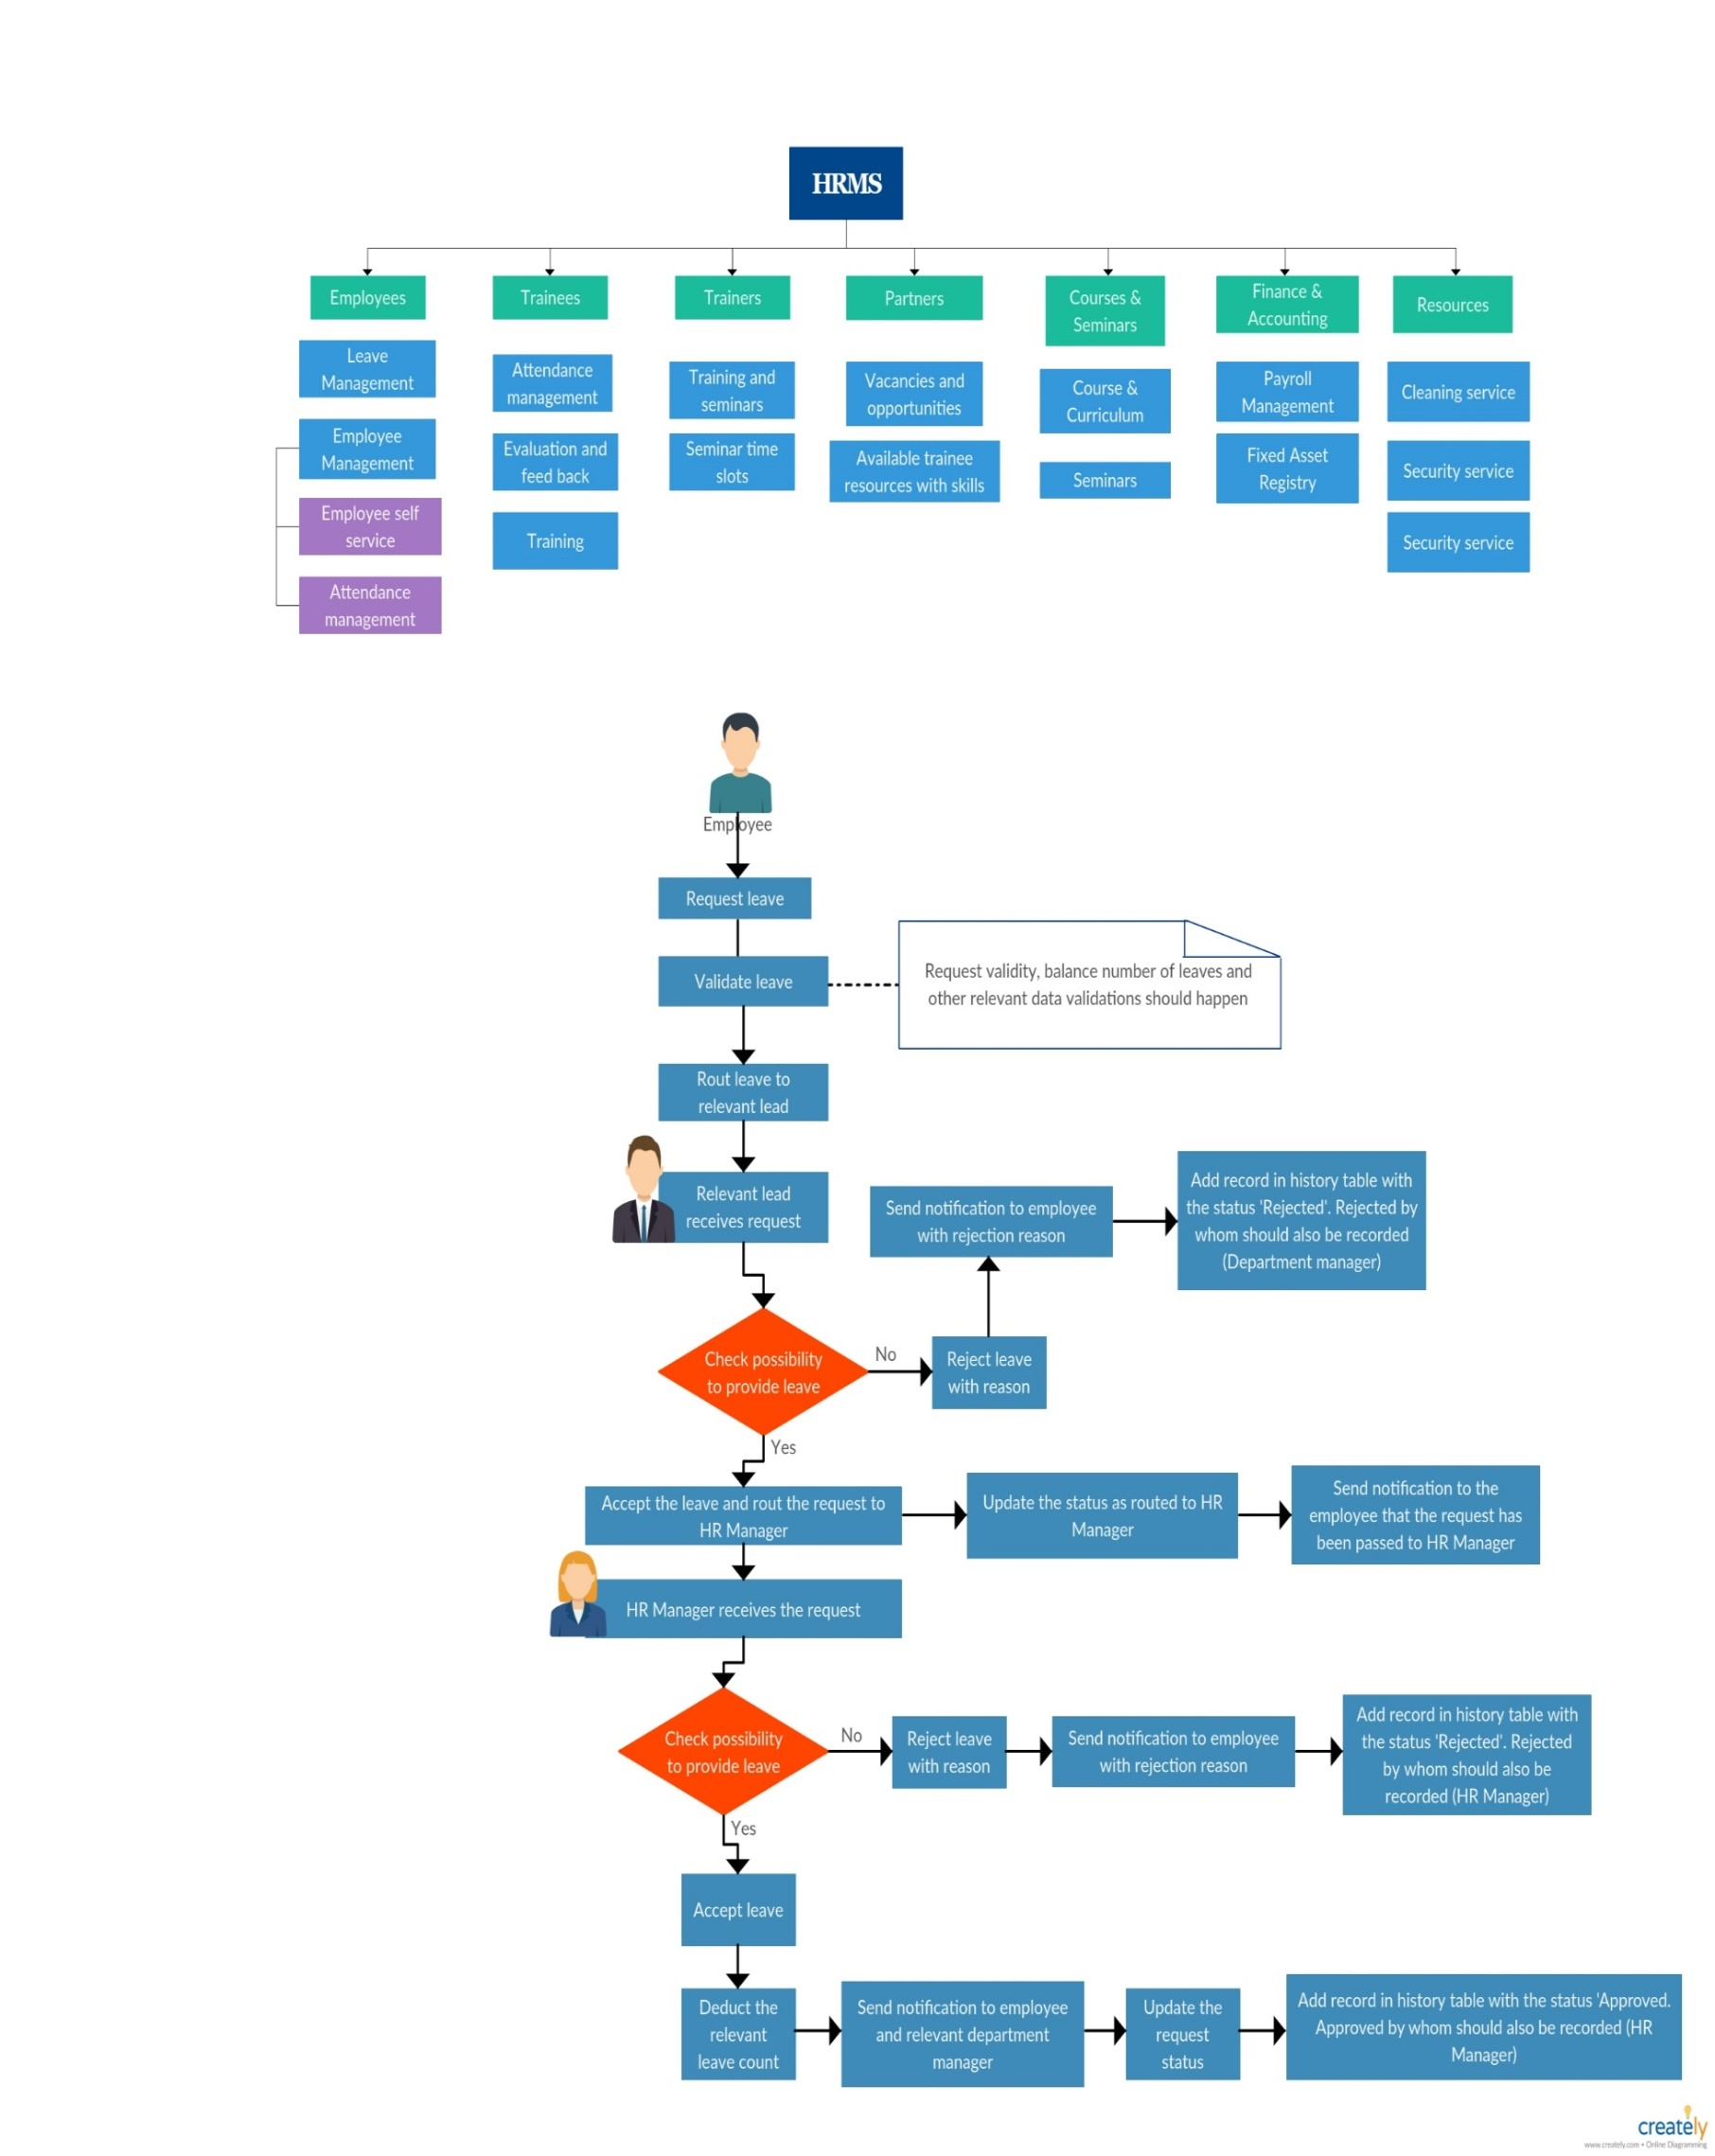 HRMS
Employees
Trainees
Trainers
Partners
Courses &
Seminars
Finance &
Accounting
Resources
Leave
Management
Employee
Management
Employee self
service
Attendance
management
Attendance
management
Evaluation and
feed back
Training
Training and
seminars
Seminar time
slots
Vacancies and
opportunities
Available trainee
resources with skills
Course &
Curriculum
Seminars
Payroll
Management
Fixed Asset
Registry
Cleaning service
Security service
Security service
Employee
Request leave
Validate leave
Request validity, balance number of leaves and
other relevant data validations should happen
Rout leave to
relevant lead
Relevant lead
receives request
Check possibility
to provide leave
No
Reject leave
with reason
Send notification to employee
with rejection reason
Add record in history table with
the status 'Rejected'. Rejected by
whom should also be recorded
(Department manager)
Yes
Accept the leave and rout the request to
HR Manager
Update the status as routed to HR
Manager
Send notification to the
employee that the request has
been passed to HR Manager
HR Manager receives the request
Check possibility
to provide leave
No
Reject leave
with reason
Send notification to employee
with rejection reason
Add record in history table with
the status 'Rejected'. Rejected
by whom should also be
recorded (HR Manager)
Yes
Accept leave
Deduct the
relevant
leave count
Send notification to employee
and relevant department
manager
Update the
request
status
Add record in history table with the status 'Approved.
Approved by whom should also be recorded (HR
Manager)
creately
www.creately.com • Online Diagramming